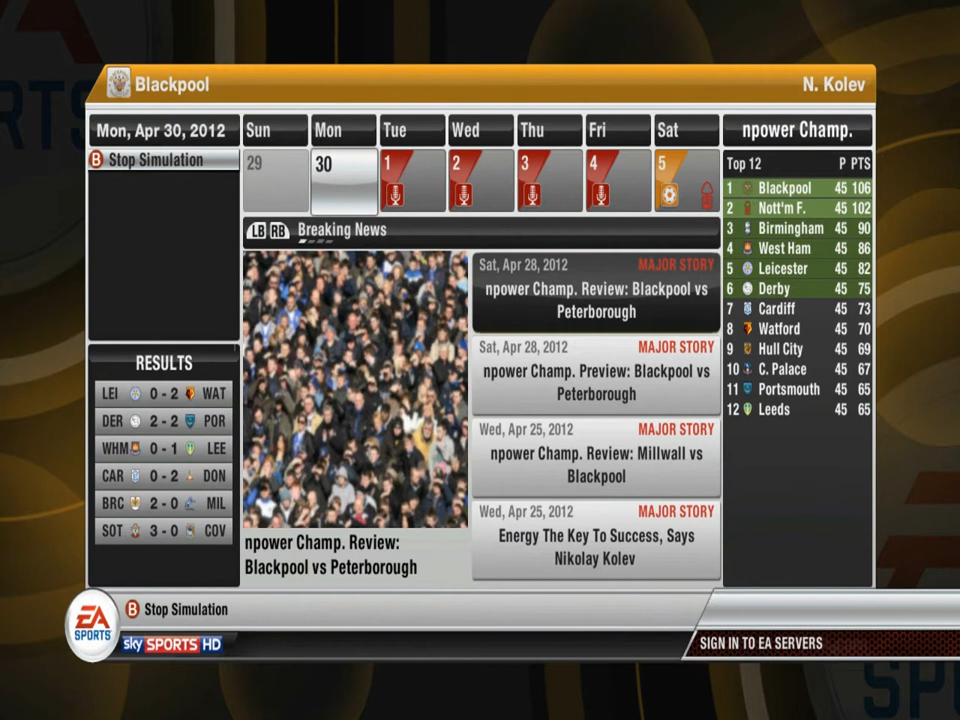 Blackpool
N. Kolev
Mon, Apr 30, 2012
Sun
Mon
Tue
Wed
Thu
Fri
Sat
npower Champ.
B Stop Simulation
29
30
1
2
3
4
5
Top 12 P PTS
1 Blackpool 45 106
2 Nott'm F. 45 102
3 Birmingham 45 90
4 West Ham 45 86
5 Leicester 45 82
6 Derby 45 75
7 Cardiff 45 73
8 Watford 45 70
9 Hull City 45 69
10 C. Palace 45 67
11 Portsmouth 45 65
12 Leeds 45 65
LB RB Breaking News
Sat, Apr 28, 2012 MAJOR STORY
npower Champ. Review: Blackpool vs
Peterborough
Sat, Apr 28, 2012 MAJOR STORY
npower Champ. Preview: Blackpool vs
Peterborough
Wed, Apr 25, 2012 MAJOR STORY
npower Champ. Review: Millwall vs
Blackpool
Wed, Apr 25, 2012 MAJOR STORY
Energy The Key To Success, Says
Nikolay Kolev
npower Champ. Review:
Blackpool vs Peterborough
RESULTS
LEI 0 - 2 WAT
DER 2 - 2 POR
WHM 0 - 1 LEE
CAR 0 - 2 DON
BRC 2 - 0 MIL
SOT 3 - 0 COV
EA
SPORTS
B Stop Simulation
sky SPORTS HD
SIGN IN TO EA SERVERS